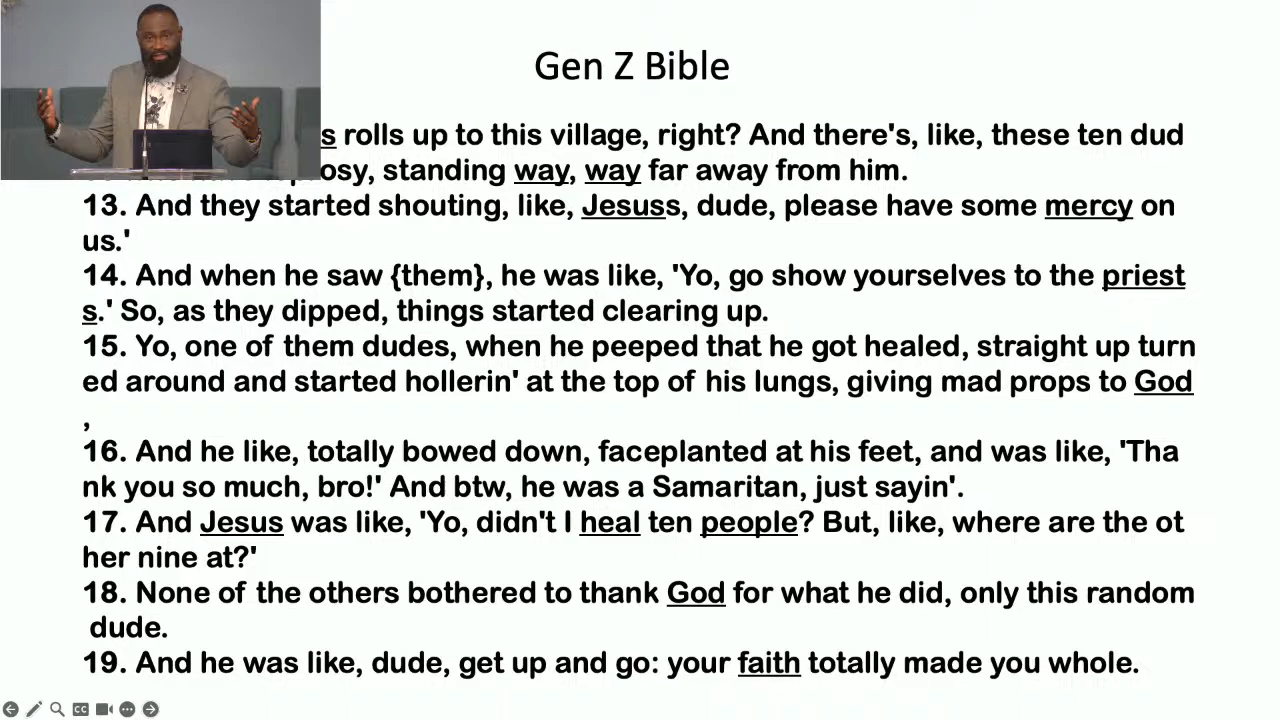 Gen Z Bible
s rolls up to this village, right? And there's, like, these ten dud
osy, standing way, way far away from him.
13. And they started shouting, like, Jesuss, dude, please have some mercy on
us.'
14. And when he saw {them}, he was like, 'Yo, go show yourselves to the priest
s.' So, as they dipped, things started clearing up.
15. Yo, one of them dudes, when he peeped that he got healed, straight up turn
ed around and started hollerin' at the top of his lungs, giving mad props to God
,
16. And he like, totally bowed down, faceplanted at his feet, and was like, 'Tha
nk you so much, bro!' And btw, he was a Samaritan, just sayin'.
17. And Jesus was like, 'Yo, didn't I heal ten people? But, like, where are the ot
her nine at?'
18. None of the others bothered to thank God for what he did, only this random
dude.
19. And he was like, dude, get up and go: your faith totally made you whole.
CC